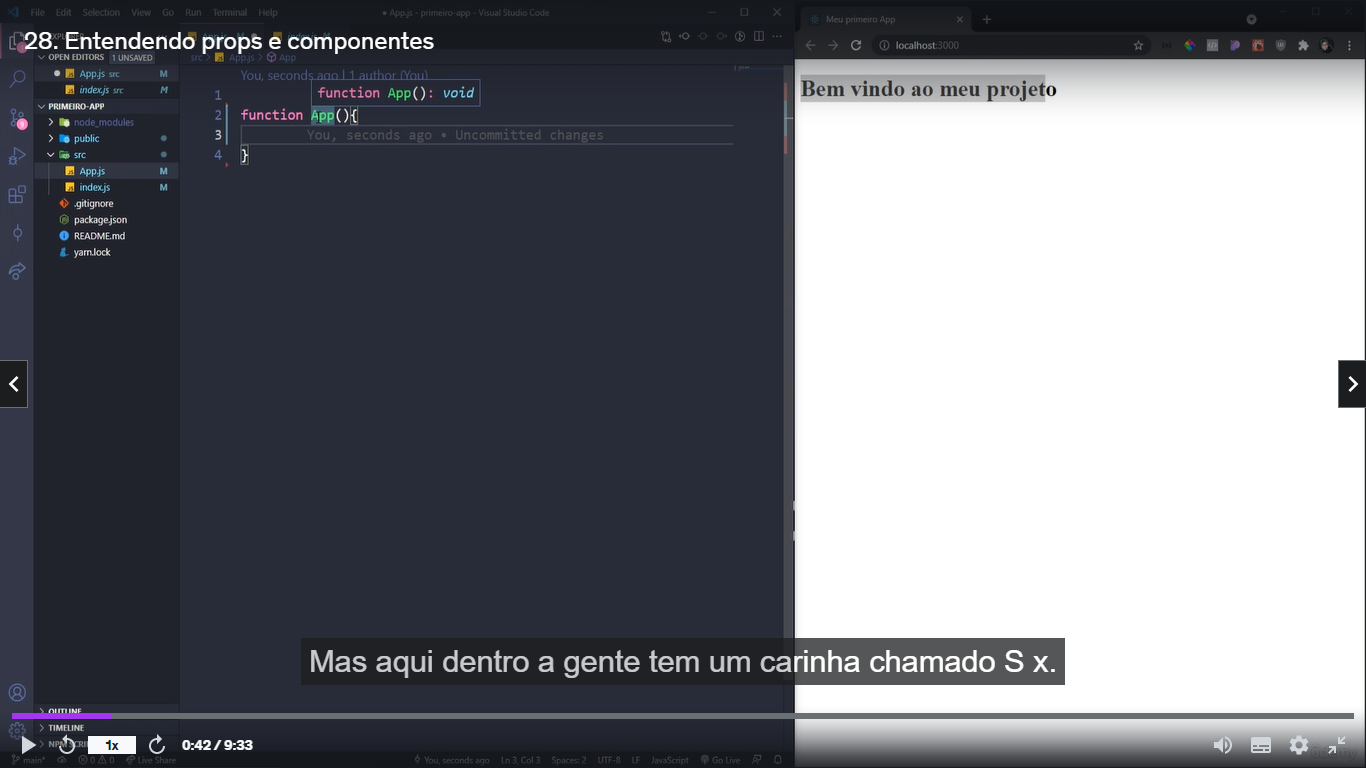 File Edit Selection View Go Run Terminal Help
● App.js - primeiro-app - Visual Studio Code
Meu primeiro App
28. Entendendo props e componentes
localhost:3000
OPEN EDITORS 1 UNSAVED
App.js src M
index.js src M
PRIMEIRO-APP
node_modules
public
src
App.js M
index.js M
.gitignore
package.json
README.md
yarn.lock
src > App.js > App
You, seconds ago | 1 author (You)
function App(): void
1
2 function App(){
3 You, seconds ago • Uncommitted changes
4 }
Bem vindo ao meu projeto
Mas aqui dentro a gente tem um carinha chamado S x.
OUTLINE
TIMELINE
1x
0:42 / 9:33
main* 0 0 Live Share
You, seconds ago Ln 3, Col 3 Spaces: 2 UTF-8 LF JavaScript Go Live